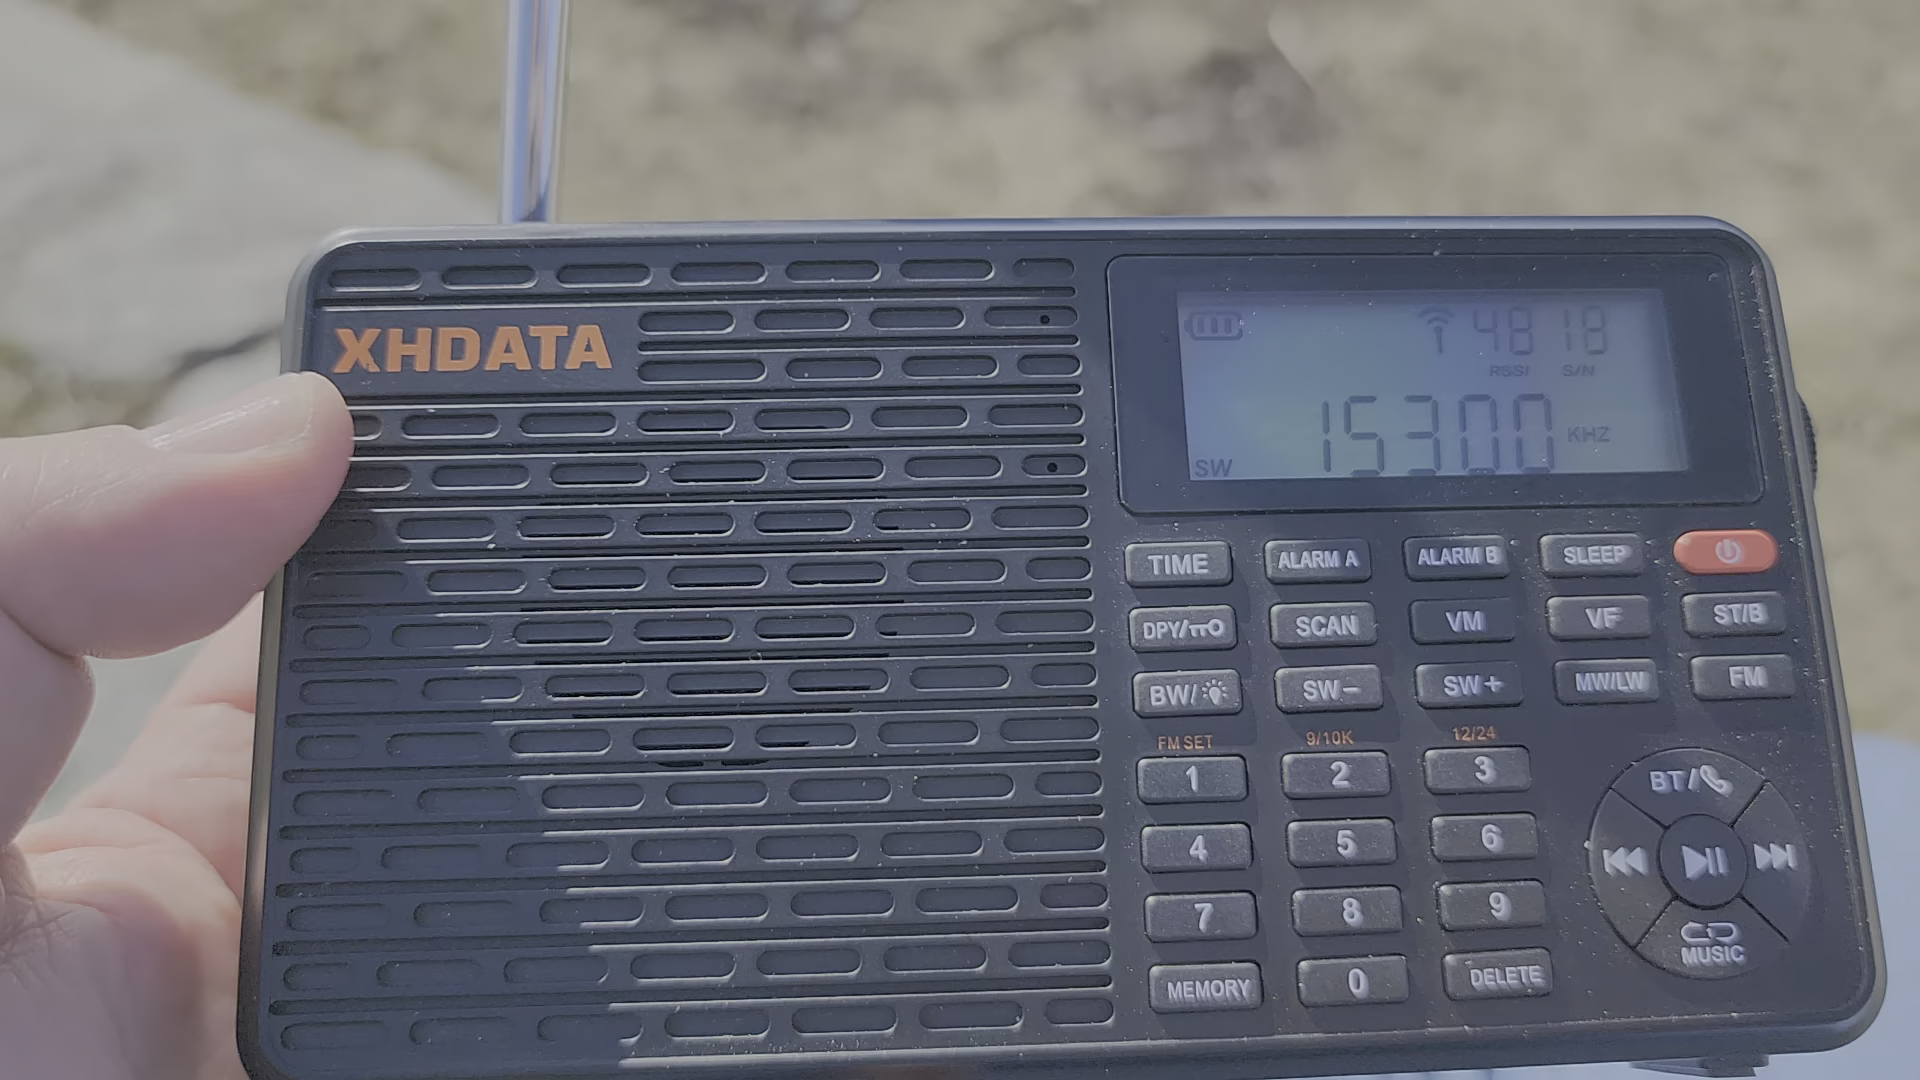 XHDATA
48 18
RSSI S/N
15300 KHZ
SW
TIME ALARM A ALARM B SLEEP
DPY/ SCAN VM VF ST/B
BW/ SW- SW+ MW/LW FM
FM SET 9/10K 12/24
1 2 3
BT/
4 5 6
7 8 9
MUSIC
MEMORY 0 DELETE